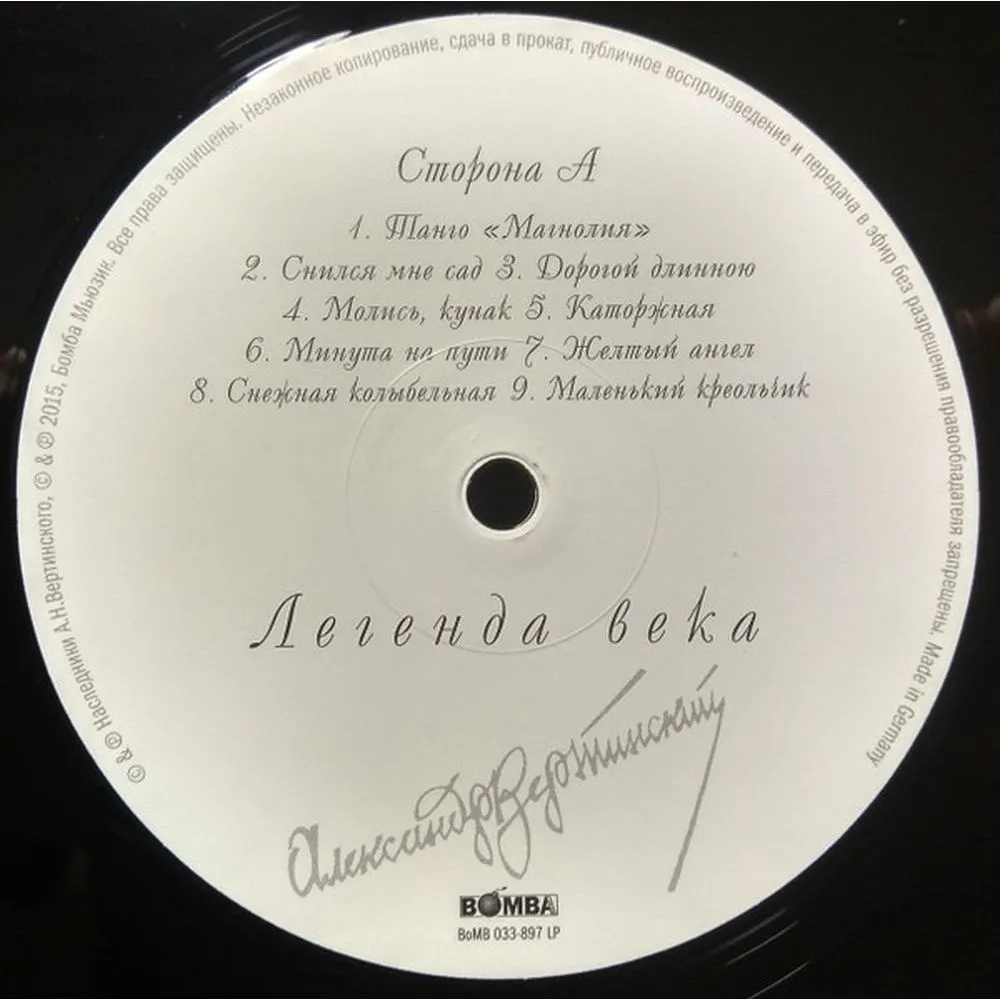 © & ℗ Наследники А.Н.Вертинского, © & ℗ 2015, Бомба Мьюзик. Все права защищены. Незаконное копирование, сдача в прокат, публичное воспроизведение и передача в эфир без разрешения правообладателя запрещены. Made in Germany
Сторона А
1. Танго «Магнолия»
2. Снился мне сад 3. Дорогой длинною
4. Молись, кунак 5. Каторжная
6. Минута на пути 7. Желтый ангел
8. Снежная колыбельная 9. Маленький креольчик
Легенда века
Александр Вертинский
BOMBA
BoMB 033-897 LP